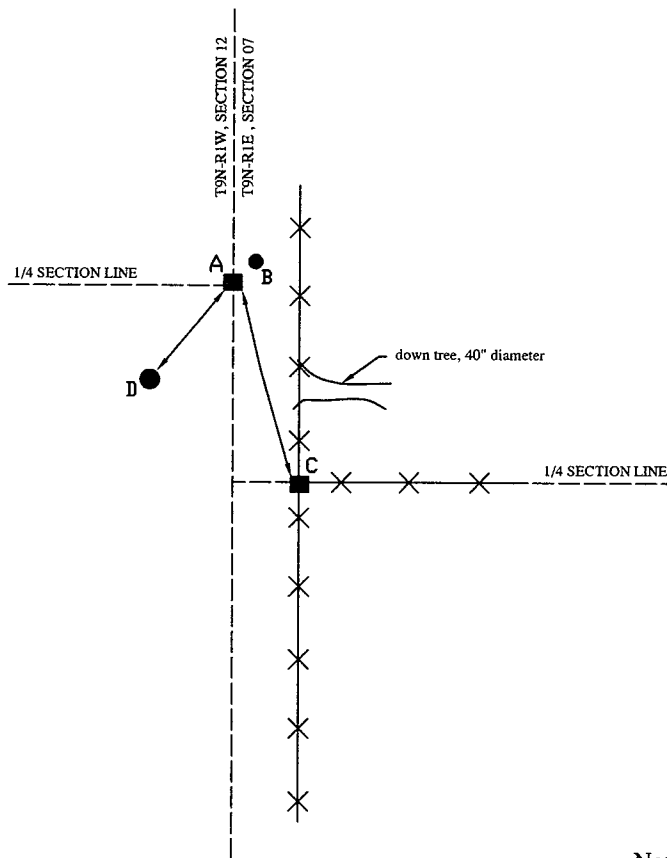 T9N-R1W, SECTION 12
T9N-R1E , SECTION 07
A
B
1/4 SECTION LINE
down tree, 40" diameter
D
C
1/4 SECTION LINE